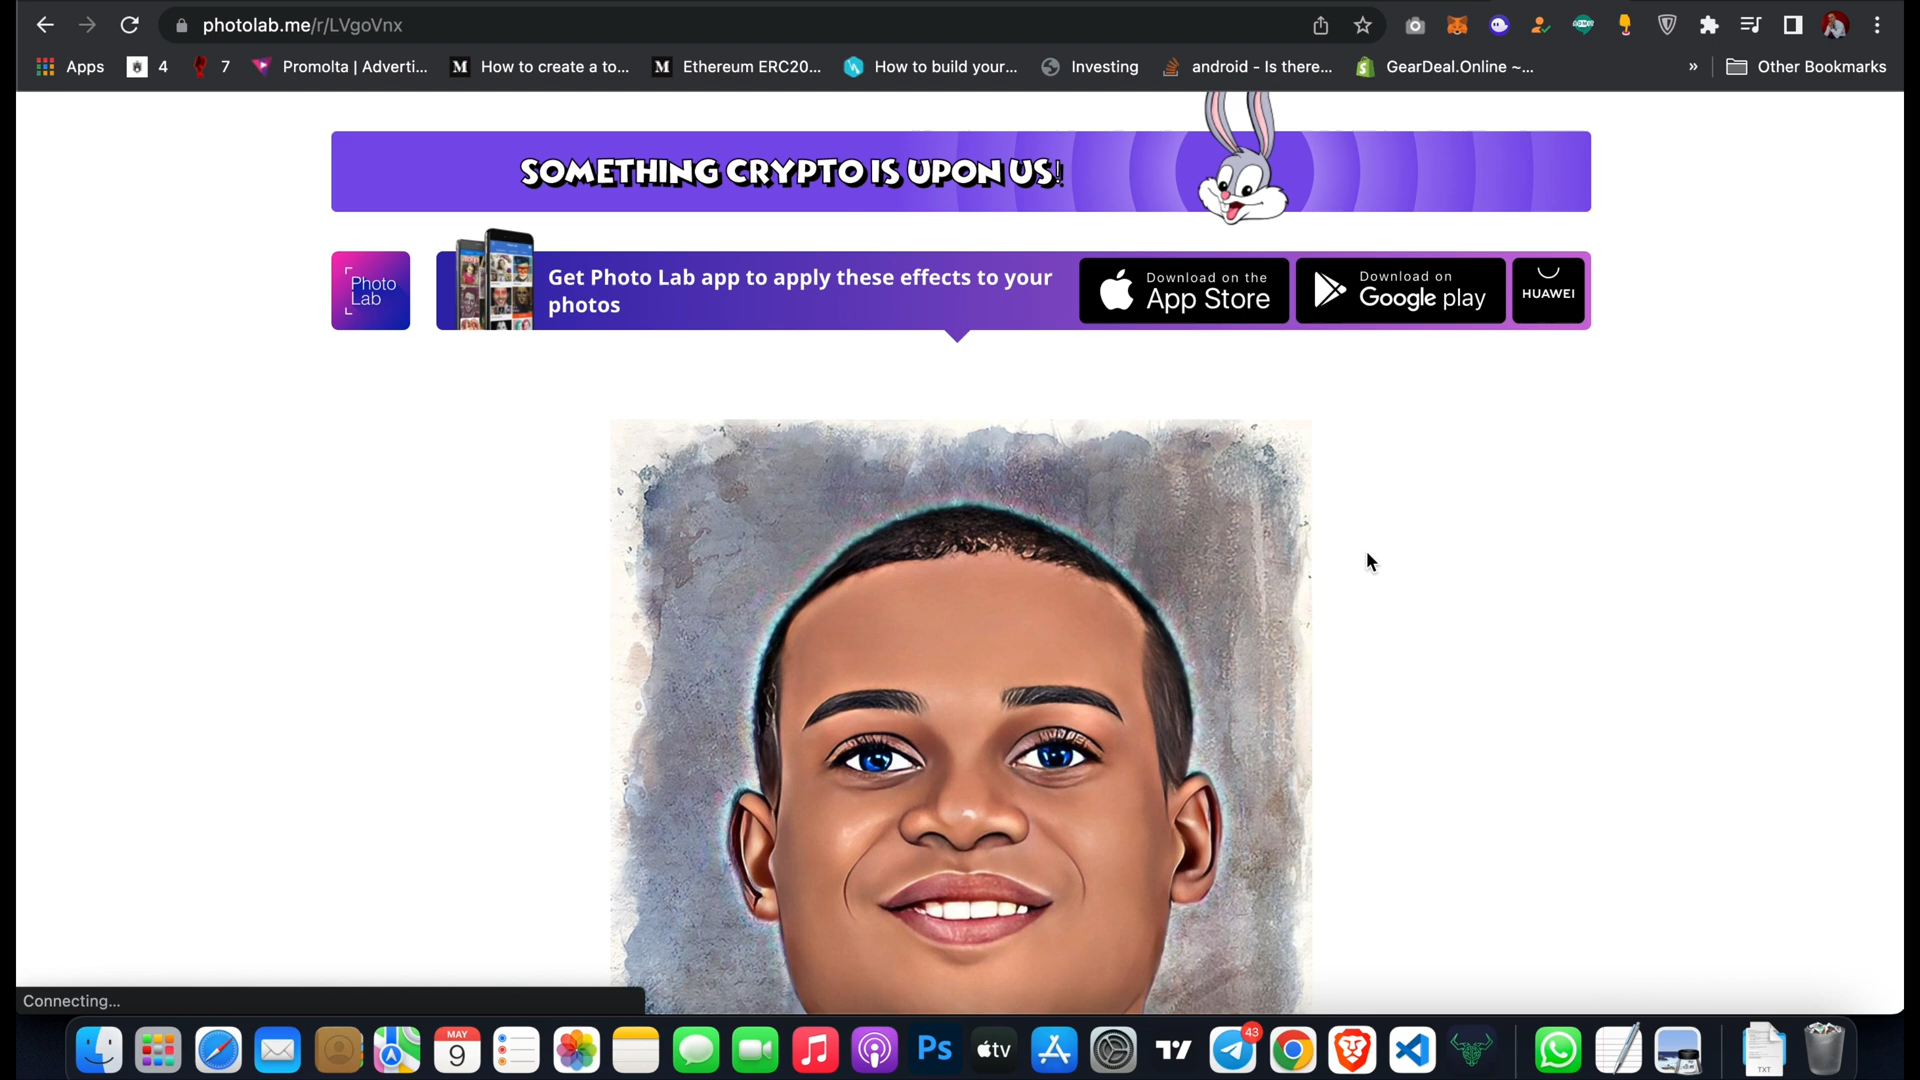 photolab.me/r/LVgoVnx
Apps 4 7 Promolta | Adverti... How to create a to... Ethereum ERC20... How to build your... Investing android - Is there... GearDeal.Online ~... » Other Bookmarks
SOMETHING CRYPTO IS UPON US!
Photo
Lab
Get Photo Lab app to apply these effects to your
photos
Download on the
App Store
Download on
Google play
HUAWEI
Connecting...
MAY
9
Ps
tv
43
TXT